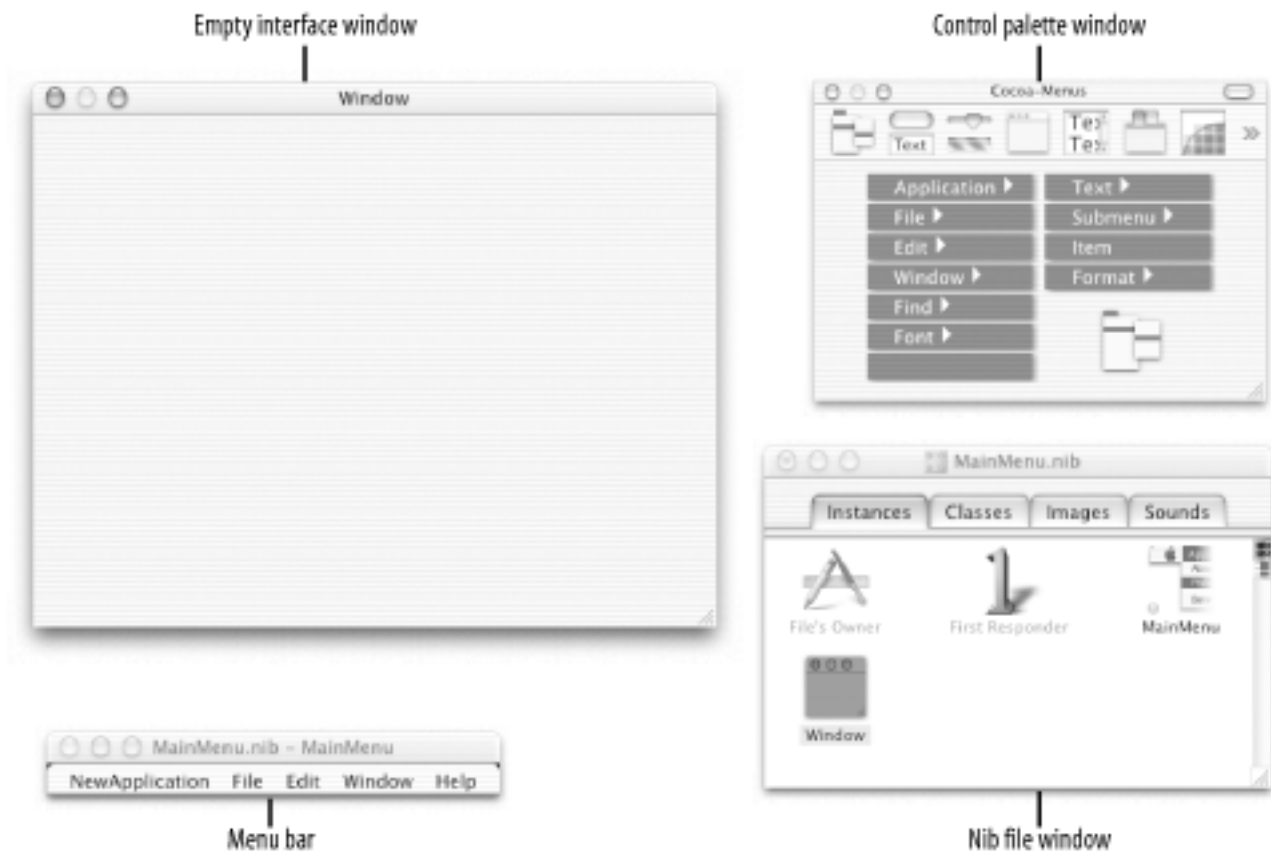 Empty interface window
Window
Control palette window
Cocoa-Menus
Text
Application
File
Edit
Window
Find
Font
Text
Submenu
Item
Format
MainMenu.nib
Instances Classes Images Sounds
File's Owner First Responder MainMenu
Window
MainMenu.nib – MainMenu
NewApplication File Edit Window Help
Menu bar
Nib file window